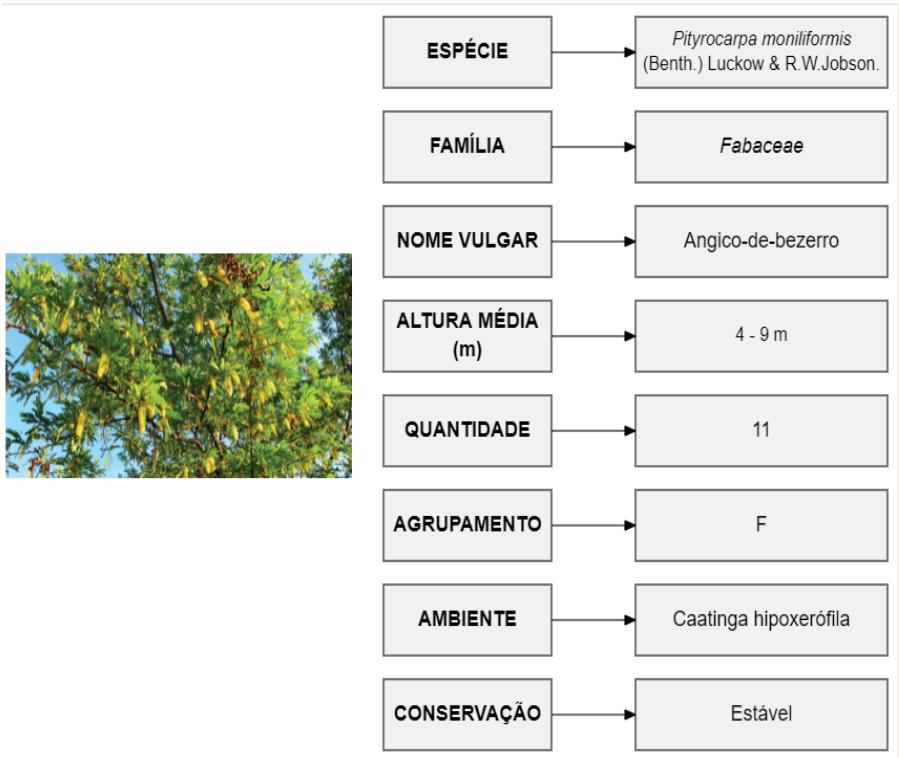 ESPÉCIE
Pityrocarpa moniliformis
(Benth.) Luckow & R.W.Jobson.
FAMÍLIA
Fabaceae
NOME VULGAR
Angico-de-bezerro
ALTURA MÉDIA
(m)
4 - 9 m
QUANTIDADE
11
AGRUPAMENTO
F
AMBIENTE
Caatinga hipoxerófila
CONSERVAÇÃO
Estável